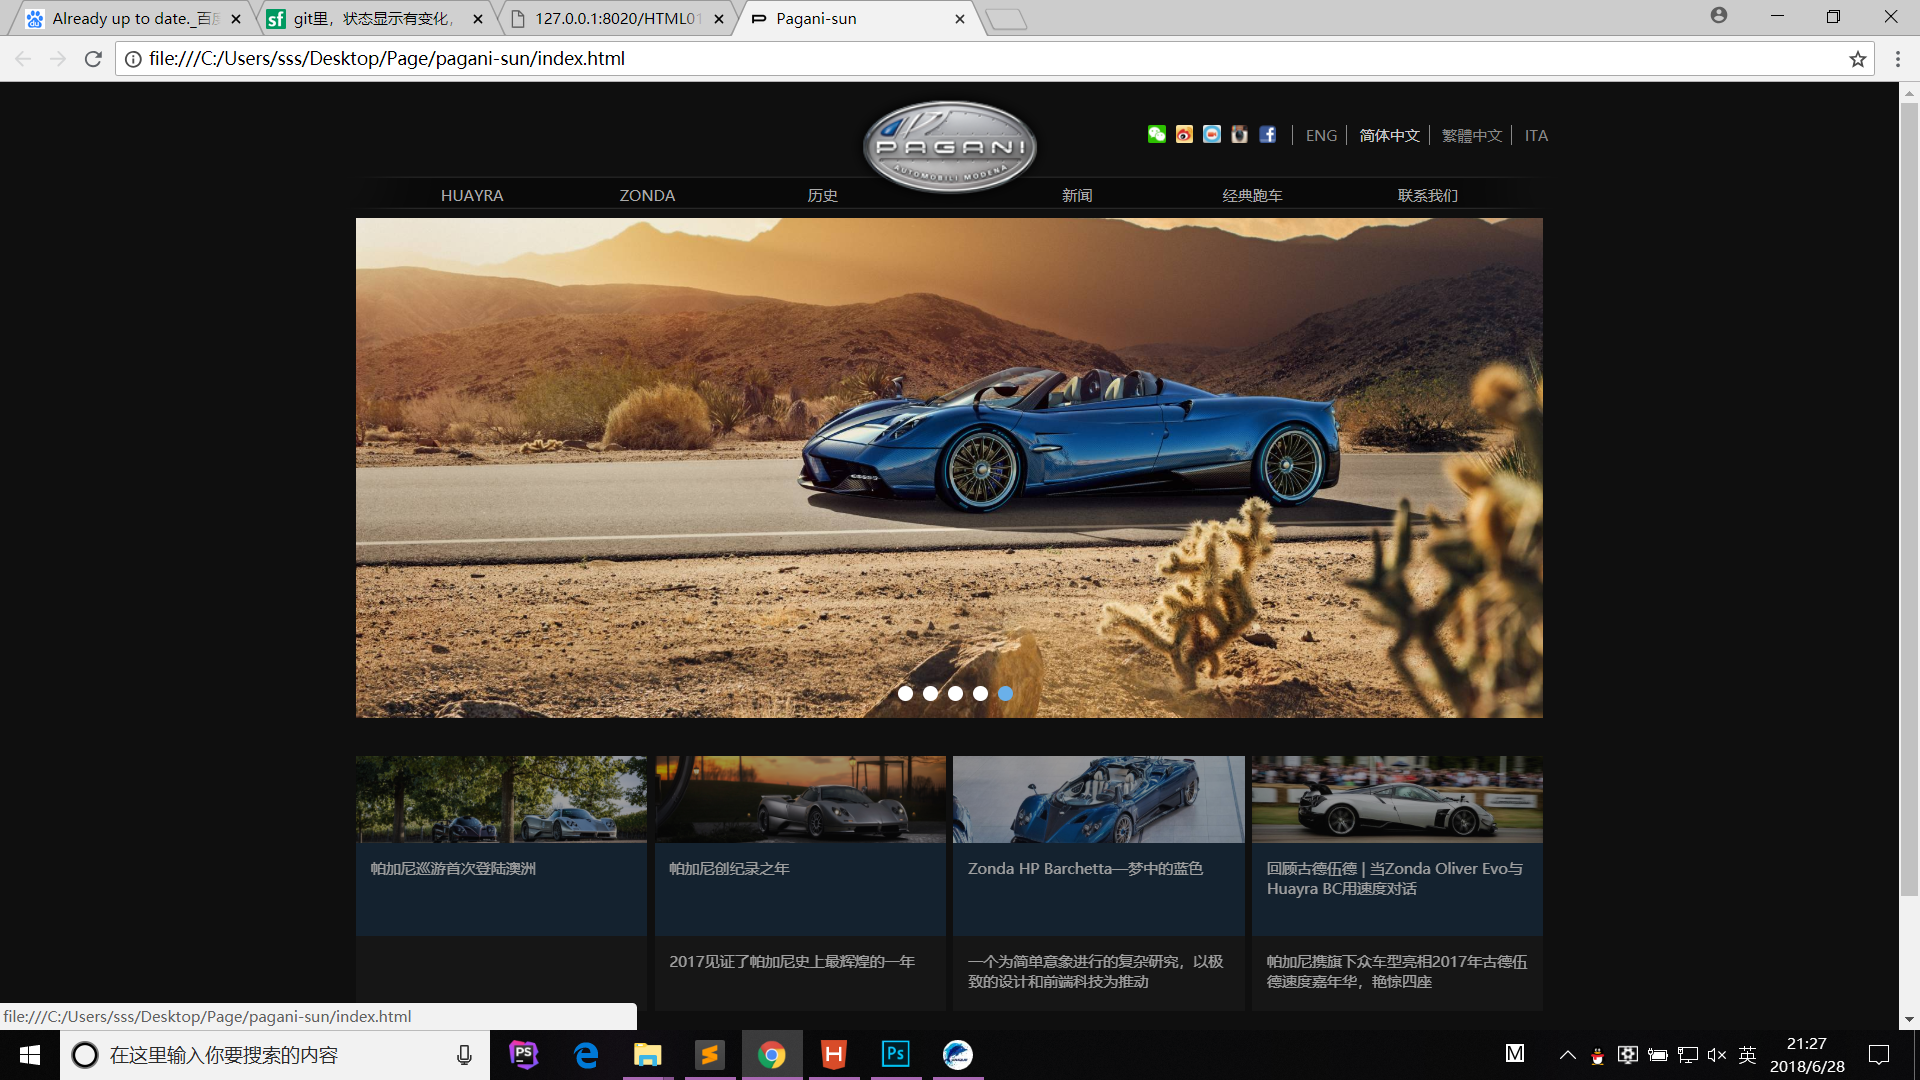 Already up to date._百度
git里，状态显示有变化，
127.0.0.1:8020/HTML01
Pagani-sun
file:///C:/Users/sss/Desktop/Page/pagani-sun/index.html
PAGANI
AUTOMOBILI MODENA
ENG
简体中文
繁體中文
ITA
HUAYRA
ZONDA
历史
新闻
经典跑车
联系我们
帕加尼巡游首次登陆澳洲
帕加尼创纪录之年
Zonda HP Barchetta—梦中的蓝色
回顾古德伍德 | 当Zonda Oliver Evo与
Huayra BC用速度对话
2017见证了帕加尼史上最辉煌的一年
一个为简单意象进行的复杂研究，以极
致的设计和前端科技为推动
帕加尼携旗下众车型亮相2017年古德伍
德速度嘉年华，艳惊四座
file:///C:/Users/sss/Desktop/Page/pagani-sun/index.html
在这里输入你要搜索的内容
PS
H
Ps
M
英
21:27
2018/6/28